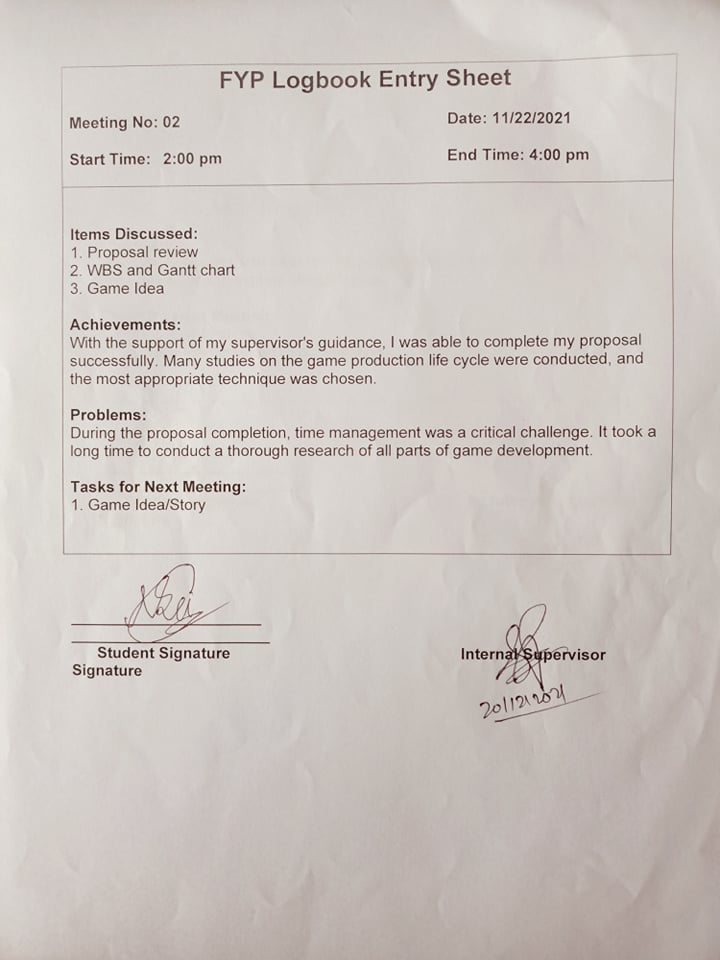 FYP Logbook Entry Sheet
Meeting No: 02
Date: 11/22/2021
Start Time: 2:00 pm
End Time: 4:00 pm
Items Discussed:
1. Proposal review
2. WBS and Gantt chart
3. Game Idea
Achievements:
With the support of my supervisor's guidance, I was able to complete my proposal
successfully. Many studies on the game production life cycle were conducted, and
the most appropriate technique was chosen.
Problems:
During the proposal completion, time management was a critical challenge. It took a
long time to conduct a thorough research of all parts of game development.
Tasks for Next Meeting:
1. Game Idea/Story
Student Signature
Internal Supervisor
Signature
20/12/2021